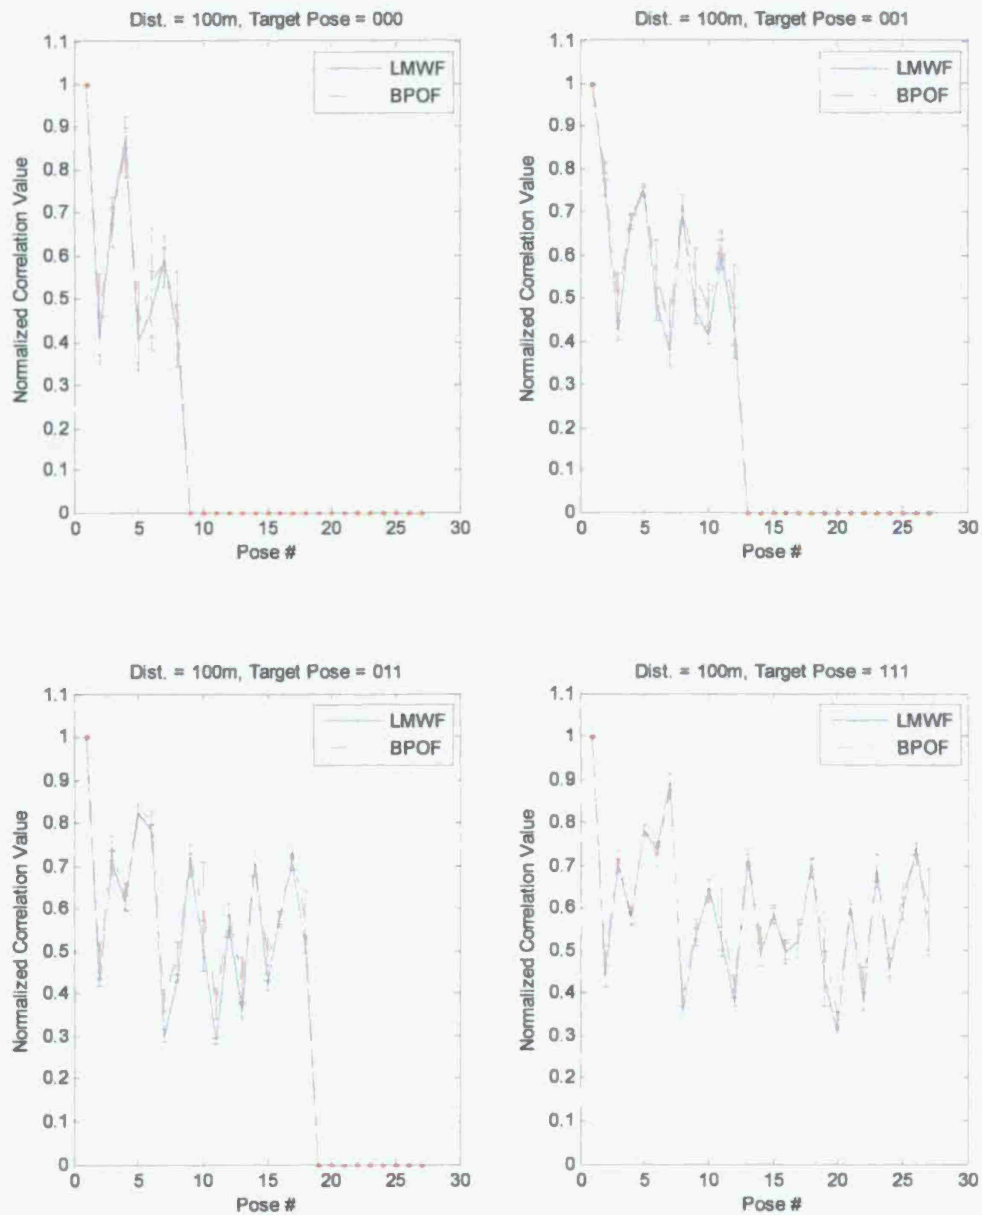 Dist. = 100m, Target Pose = 000
1.1
1
0.9
0.8
0.7
0.6
0.5
0.4
0.3
0.2
0.1
0
Normalized Correlation Value
LMWF
BPOF
0 5 10 15 20 25 30
Pose #
Dist. = 100m, Target Pose = 001
1.1
1
0.9
0.8
0.7
0.6
0.5
0.4
0.3
0.2
0.1
0
Normalized Correlation Value
LMWF
BPOF
0 5 10 15 20 25 30
Pose #
Dist. = 100m, Target Pose = 011
1.1
1
0.9
0.8
0.7
0.6
0.5
0.4
0.3
0.2
0.1
0
Normalized Correlation Value
LMWF
BPOF
0 5 10 15 20 25 30
Pose #
Dist. = 100m, Target Pose = 111
1.1
1
0.9
0.8
0.7
0.6
0.5
0.4
0.3
0.2
0.1
0
Normalized Correlation Value
LMWF
BPOF
0 5 10 15 20 25 30
Pose #